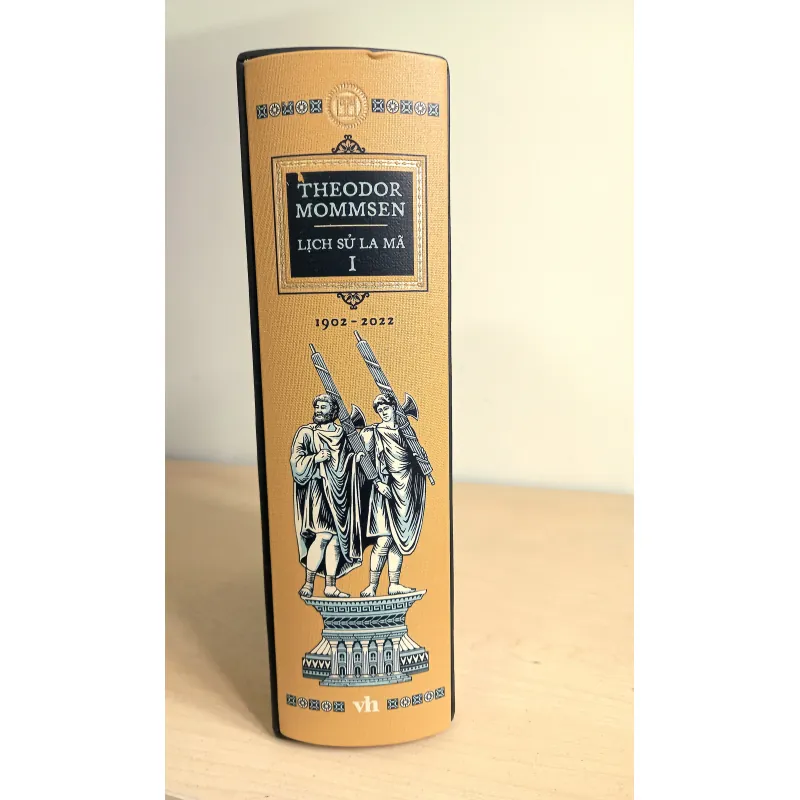 THEODOR
MOMMSEN
LỊCH SỬ LA MÃ
I
1902-2022
vh